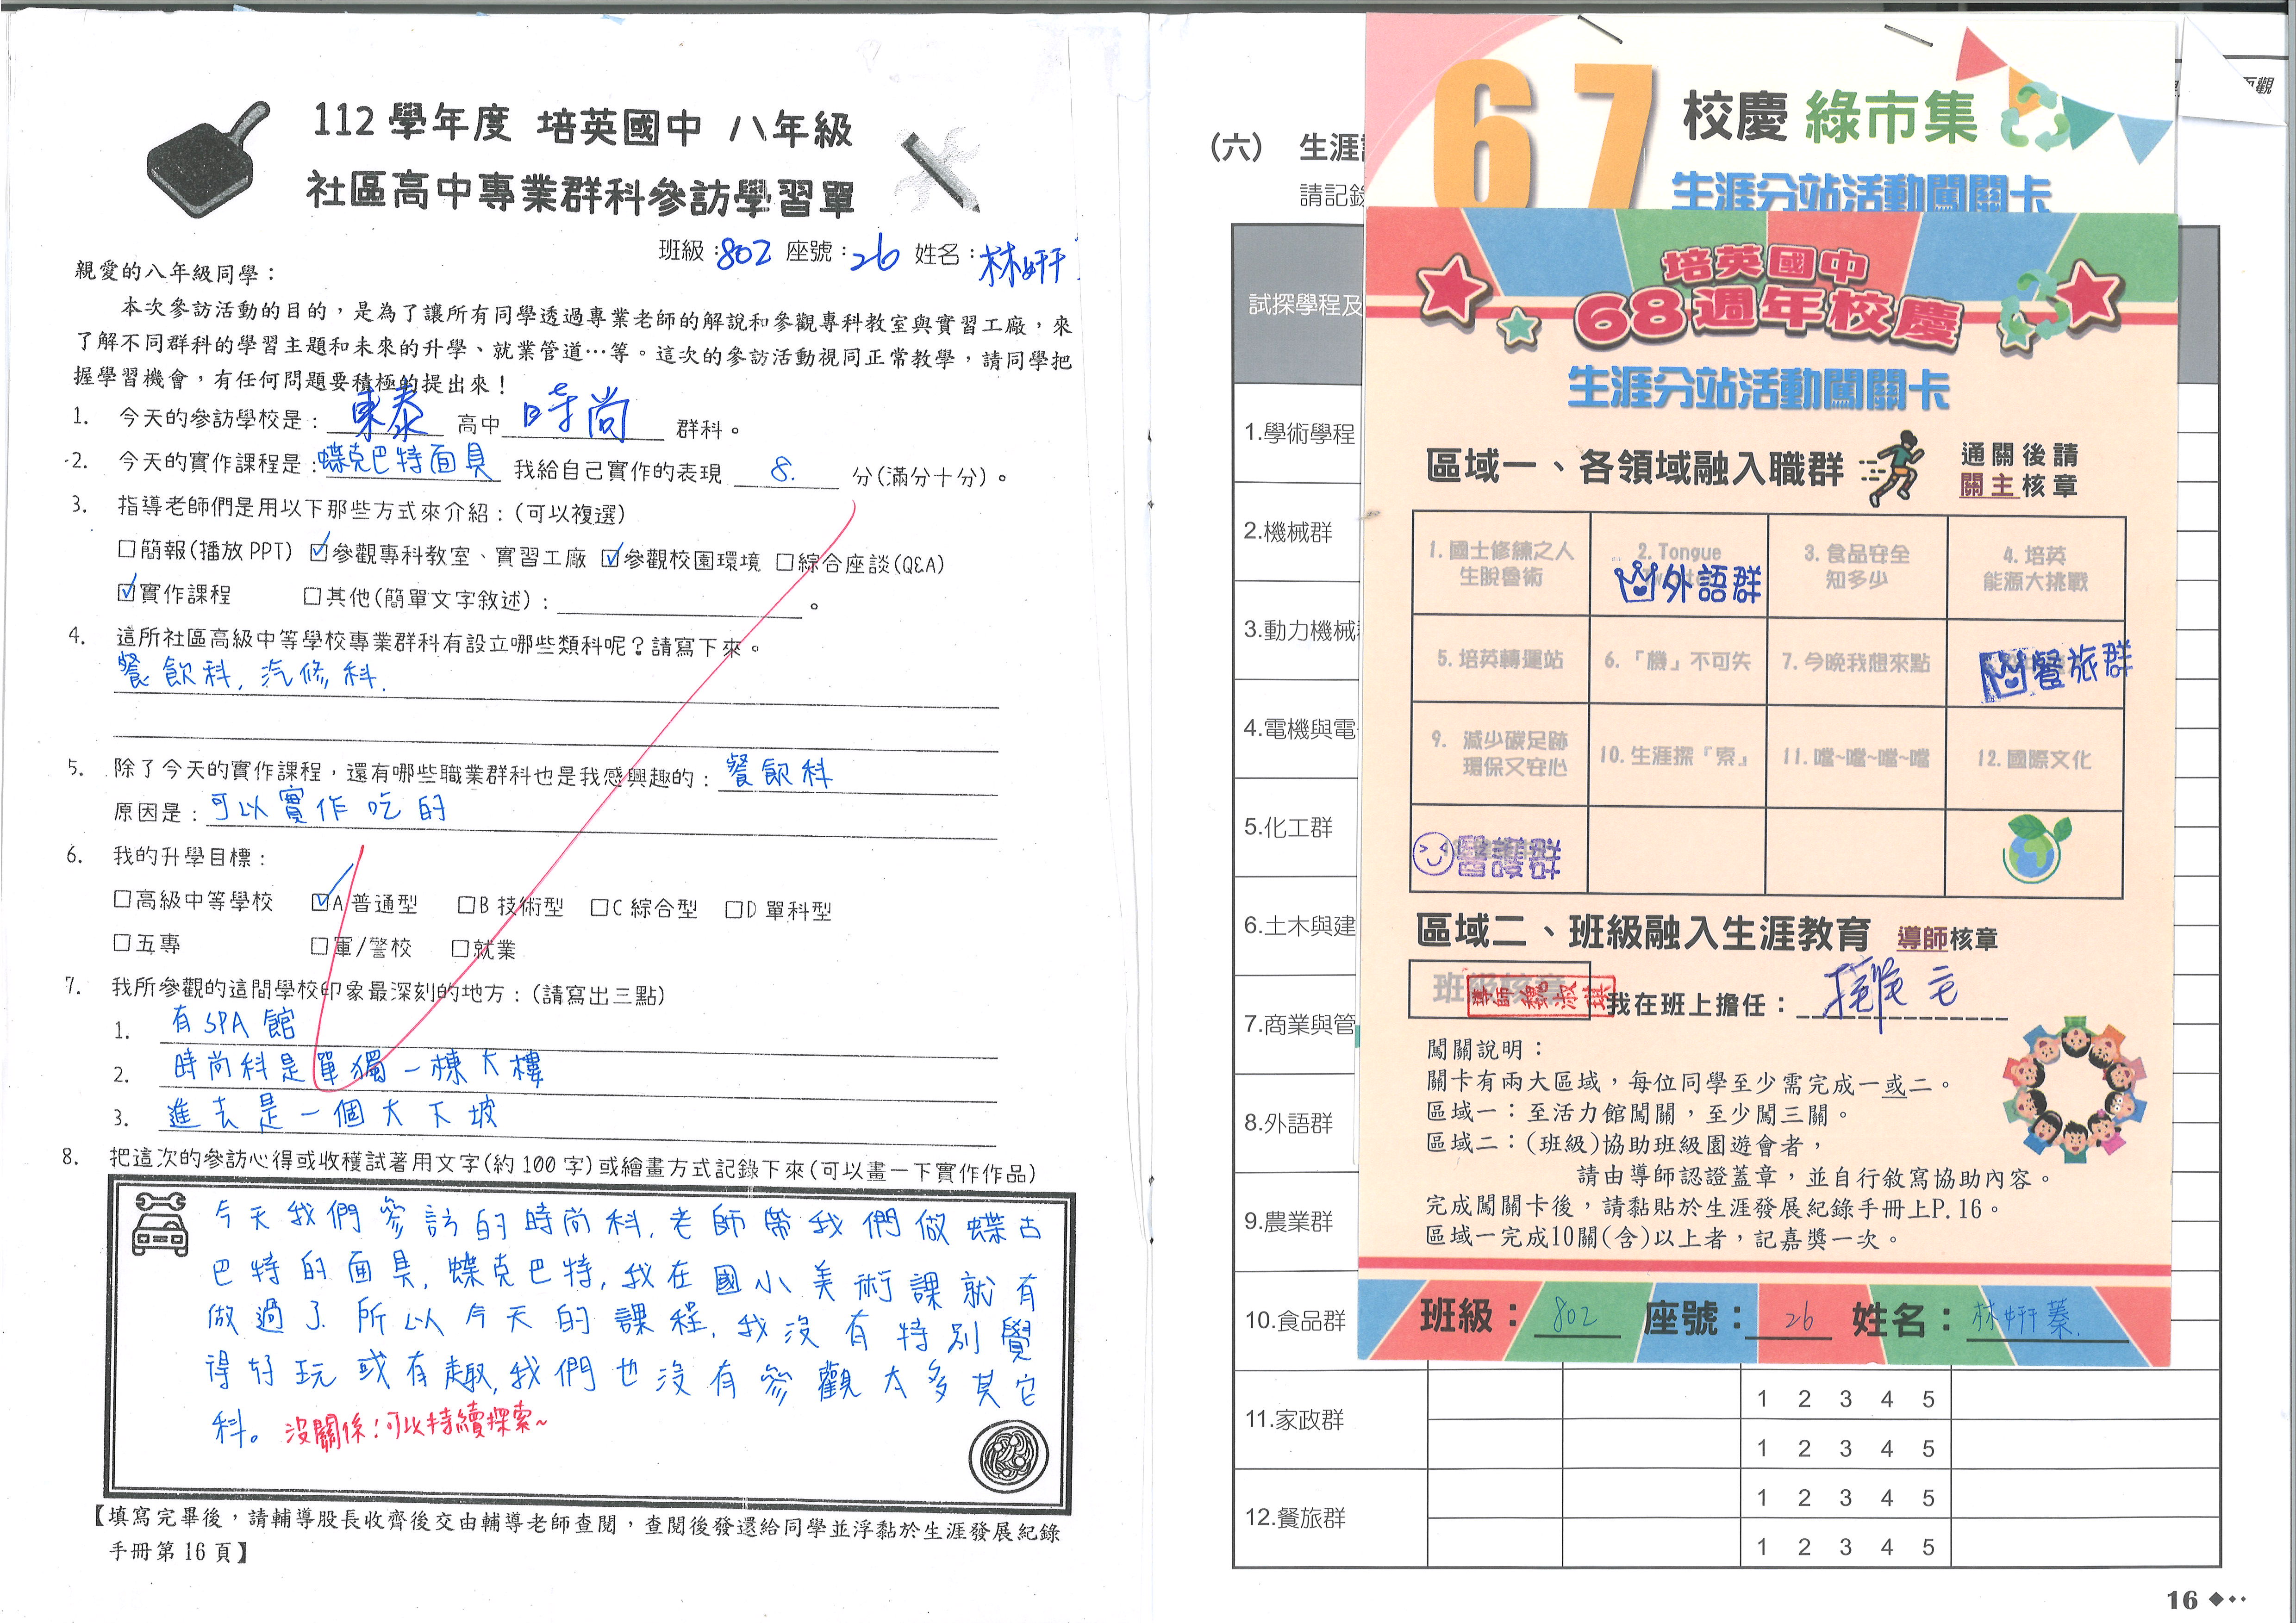 112 學年度 培英國中 八年級
社區高中專業群科參訪學習單
班級：802 座號：26 姓名：林妍
親愛的八年級同學：
本次參訪活動的目的，是為了讓所有同學透過專業老師的解說和參觀專科教室與實習工廠，來
了解不同群科的學習主題和未來的升學、就業管道…等。這次的參訪活動視同正常教學，請同學把
握學習機會，有任何問題要積極的提出來！
1. 今天的參訪學校是：東泰 高中 時尚 群科。
2. 今天的實作課程是：蝶克巴特面具 我給自己實作的表現 8. 分(滿分十分)。
3. 指導老師們是用以下那些方式來介紹：(可以複選)
□簡報(播放 PPT) ☑參觀專科教室、實習工廠 ☑參觀校園環境 □綜合座談(Q&A)
☑實作課程 □其他(簡單文字敘述)：。
4. 這所社區高級中等學校專業群科有設立哪些類科呢？請寫下來。
餐飲科, 汽修科.
5. 除了今天的實作課程，還有哪些職業群科也是我感興趣的：餐飲科
原因是：可以實作吃的
6. 我的升學目標：
□高級中等學校 ☑A 普通型 □B 技術型 □C 綜合型 □D 單科型
□五專 □軍/警校 □就業
7. 我所參觀的這間學校印象最深刻的地方：(請寫出三點)
1. 有SPA館
2. 時尚科是單獨一棟大樓
3. 進去是一個大下坡
8. 把這次的參訪心得或收穫試著用文字(約 100 字)或繪畫方式記錄下來(可以畫一下實作作品)
今天我們參訪的時尚科, 老師帶我們做蝶古
巴特的面具, 蝶克巴特, 我在國小美術課就有
做過了. 所以今天的課程, 我沒有特別覺
得好玩或有趣, 我們也沒有參觀太多其它
科。 沒關係！可以持續探索~
【填寫完畢後，請輔導股長收齊後交由輔導老師查閱，查閱後發還給同學並浮黏於生涯發展紀錄
手冊第 16 頁】
(六) 生涯
請記錄
試探學程及
1.學術學程
2.機械群
3.動力機械
4.電機與電
5.化工群
6.土木與建
7.商業與管
8.外語群
9.農業群
10.食品群
11.家政群
12.餐旅群
1 2 3 4 5
1 2 3 4 5
1 2 3 4 5
1 2 3 4 5
67 校慶 綠市集
生涯分站活動闖關卡
培英國中
68週年校慶
生涯分站活動闖關卡
區域一、各領域融入職群
通關後請
關主核章
1. 國士修練之人
生脫魯術
2. Tongue
外語群
3. 食品安全
知多少
4. 培英
能源大挑戰
5. 培英轉運站
6. 「機」不可失
7. 今晚我想來點
餐旅群
9. 減少碳足跡
環保又安心
10. 生涯探『索』
11. 噹~噹~噹~噹
12. 國際文化
醫護群
區域二、班級融入生涯教育 導師核章
班級核章
導師 魏淑琪
我在班上擔任：
闖關說明：
關卡有兩大區域，每位同學至少需完成一或二。
區域一：至活力館闖關，至少闖三關。
區域二：(班級)協助班級園遊會者，
請由導師認證蓋章，並自行敘寫協助內容。
完成闖關卡後，請黏貼於生涯發展紀錄手冊上P.16。
區域一完成10關(含)以上者，記嘉獎一次。
班級：802 座號：26 姓名：林妍蓁.
16